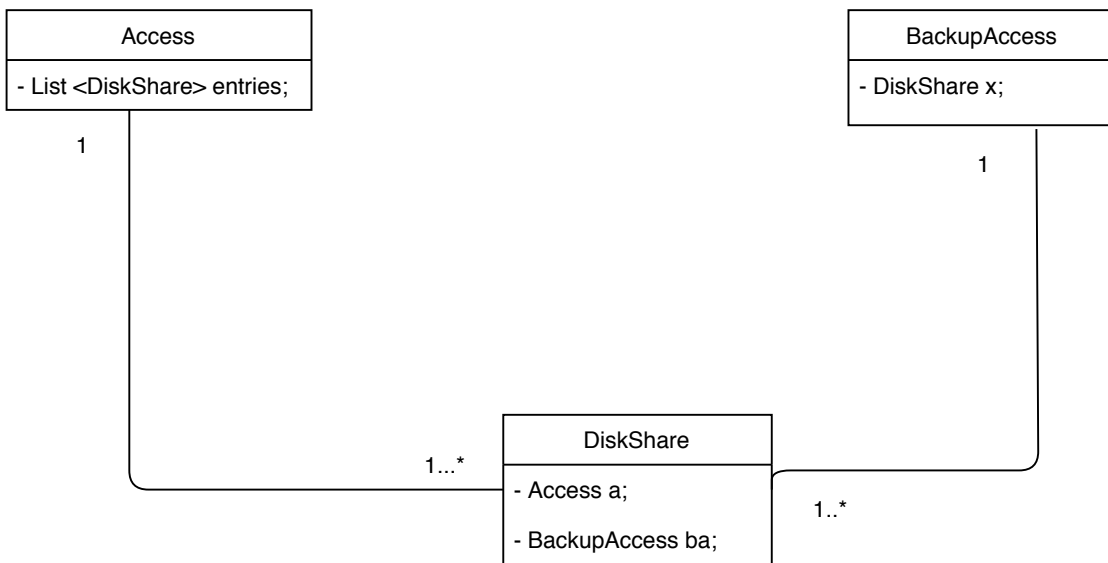 Access
- List <DiskShare> entries;
1
BackupAccess
- DiskShare x;
1
DiskShare
- Access a;
- BackupAccess ba;
1...*
1..*